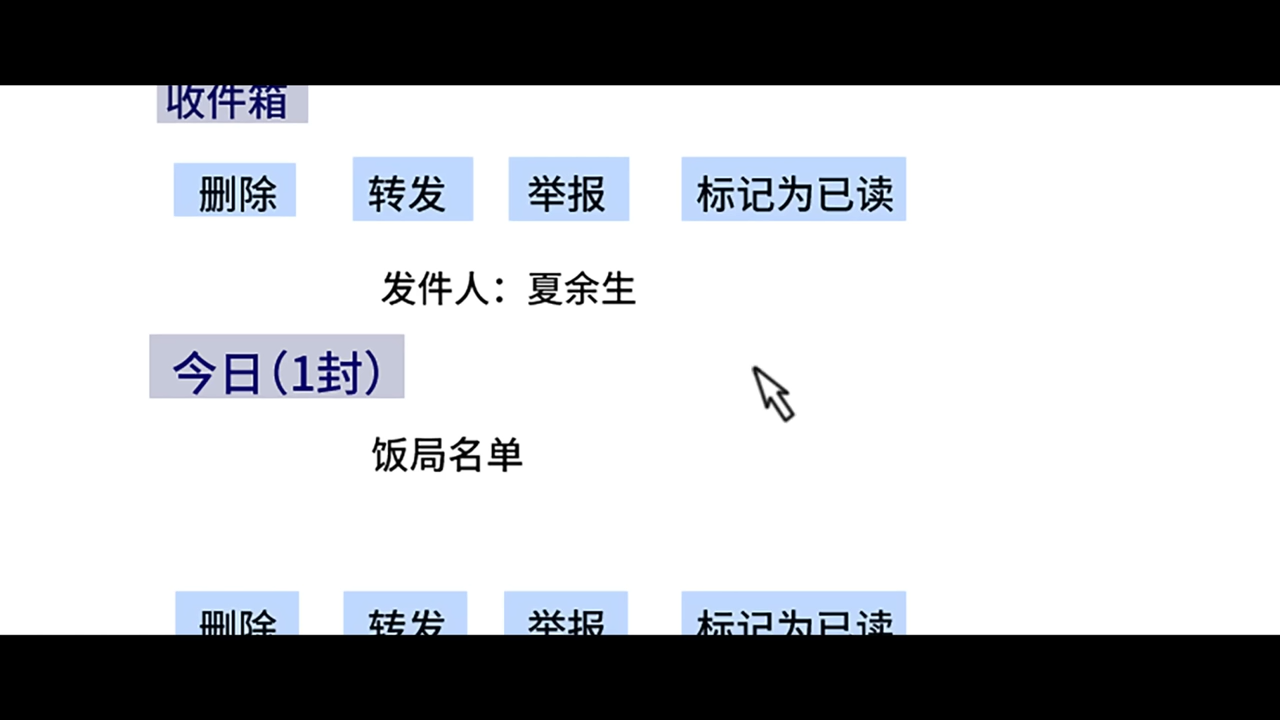 收件箱
删除 转发 举报 标记为已读
发件人：夏余生
今日（1封）
饭局名单
删除 转发 举报 标记为已读